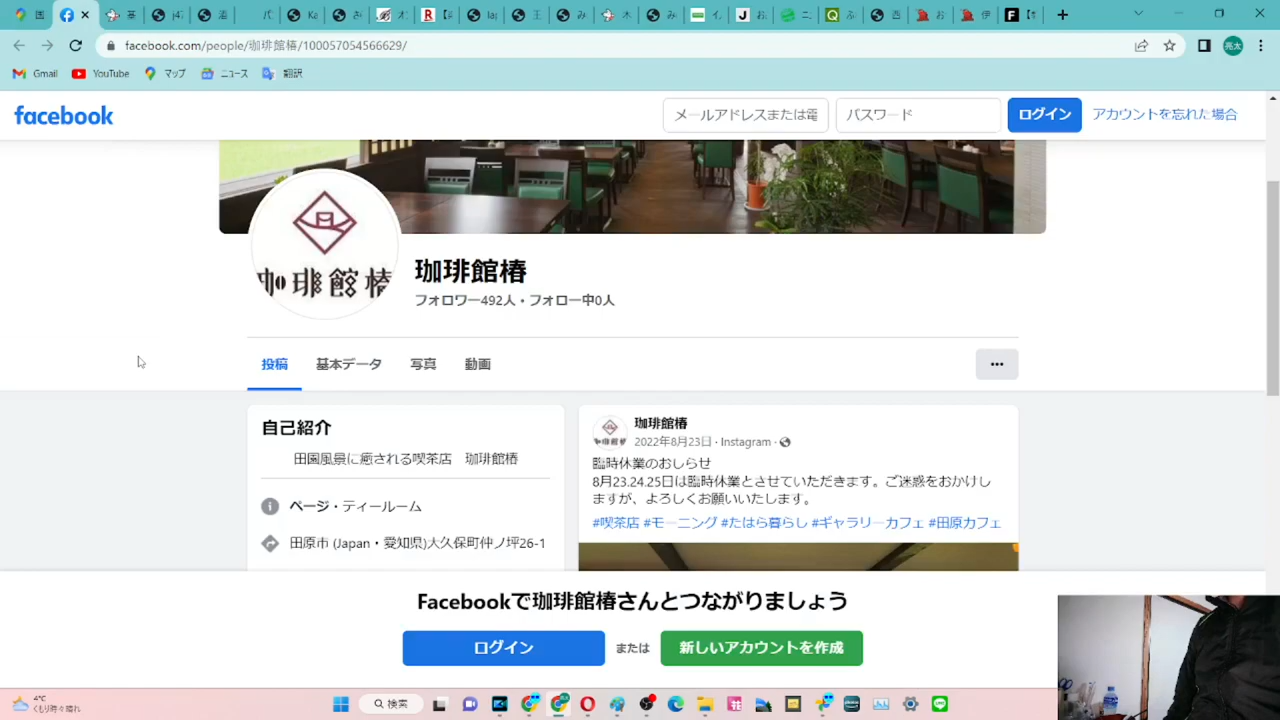 facebook.com/people/珈琲館椿/100057054566629/
Gmail
YouTube
マップ
ニュース
翻訳
facebook
メールアドレスまたは電
パスワード
ログイン
アカウントを忘れた場合
珈琲館椿
珈琲館椿
フォロワー492人・フォロー中0人
投稿
基本データ
写真
動画
自己紹介
田園風景に癒される喫茶店　珈琲館椿
ページ・ティールーム
田原市 (Japan・愛知県)大久保町仲ノ坪26-1
珈琲館椿
2022年8月23日 · Instagram ·
臨時休業のおしらせ
8月23.24.25日は臨時休業とさせていただきます。ご迷惑をおかけし
ますが、よろしくお願いいたします。
#喫茶店 #モーニング #たはら暮らし #ギャラリーカフェ #田原カフェ
Facebookで珈琲館椿さんとつながりましょう
ログイン
または
新しいアカウントを作成
4°C
くもり時々晴れ
検索